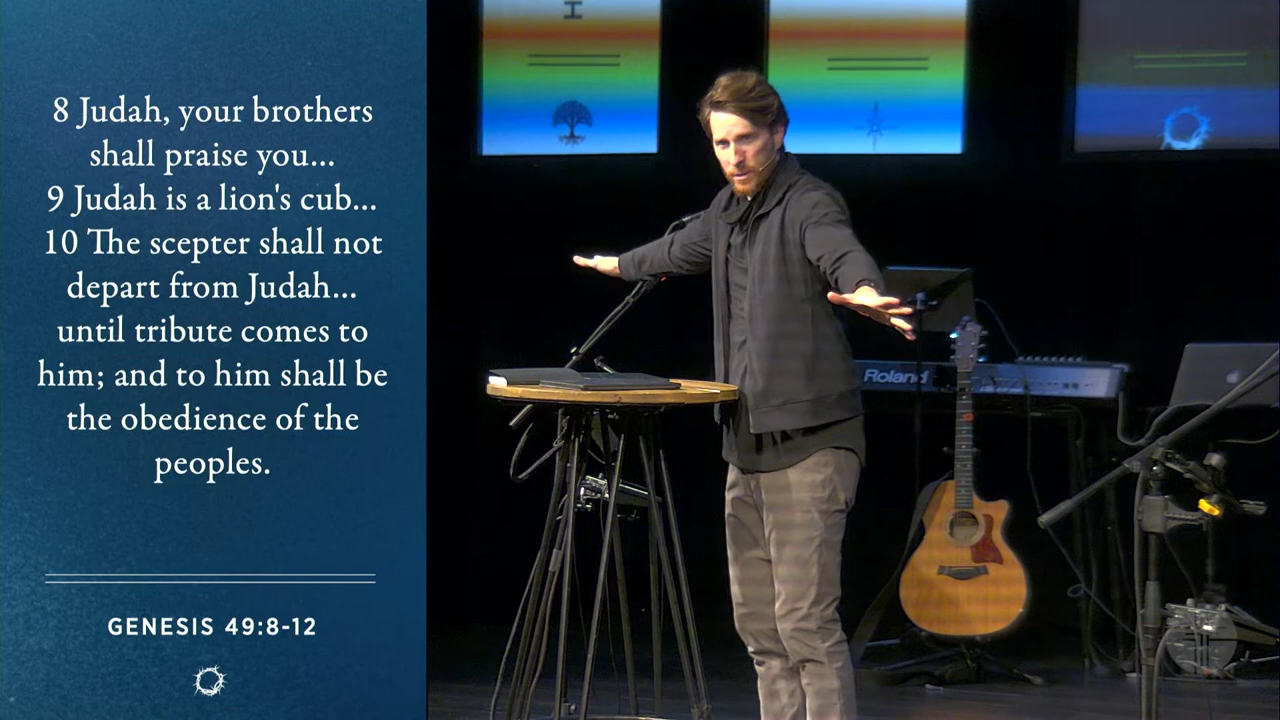 8 Judah, your brothers
shall praise you...
9 Judah is a lion's cub...
10 The scepter shall not
depart from Judah...
until tribute comes to
him; and to him shall be
the obedience of the
peoples.
GENESIS 49:8-12
Roland